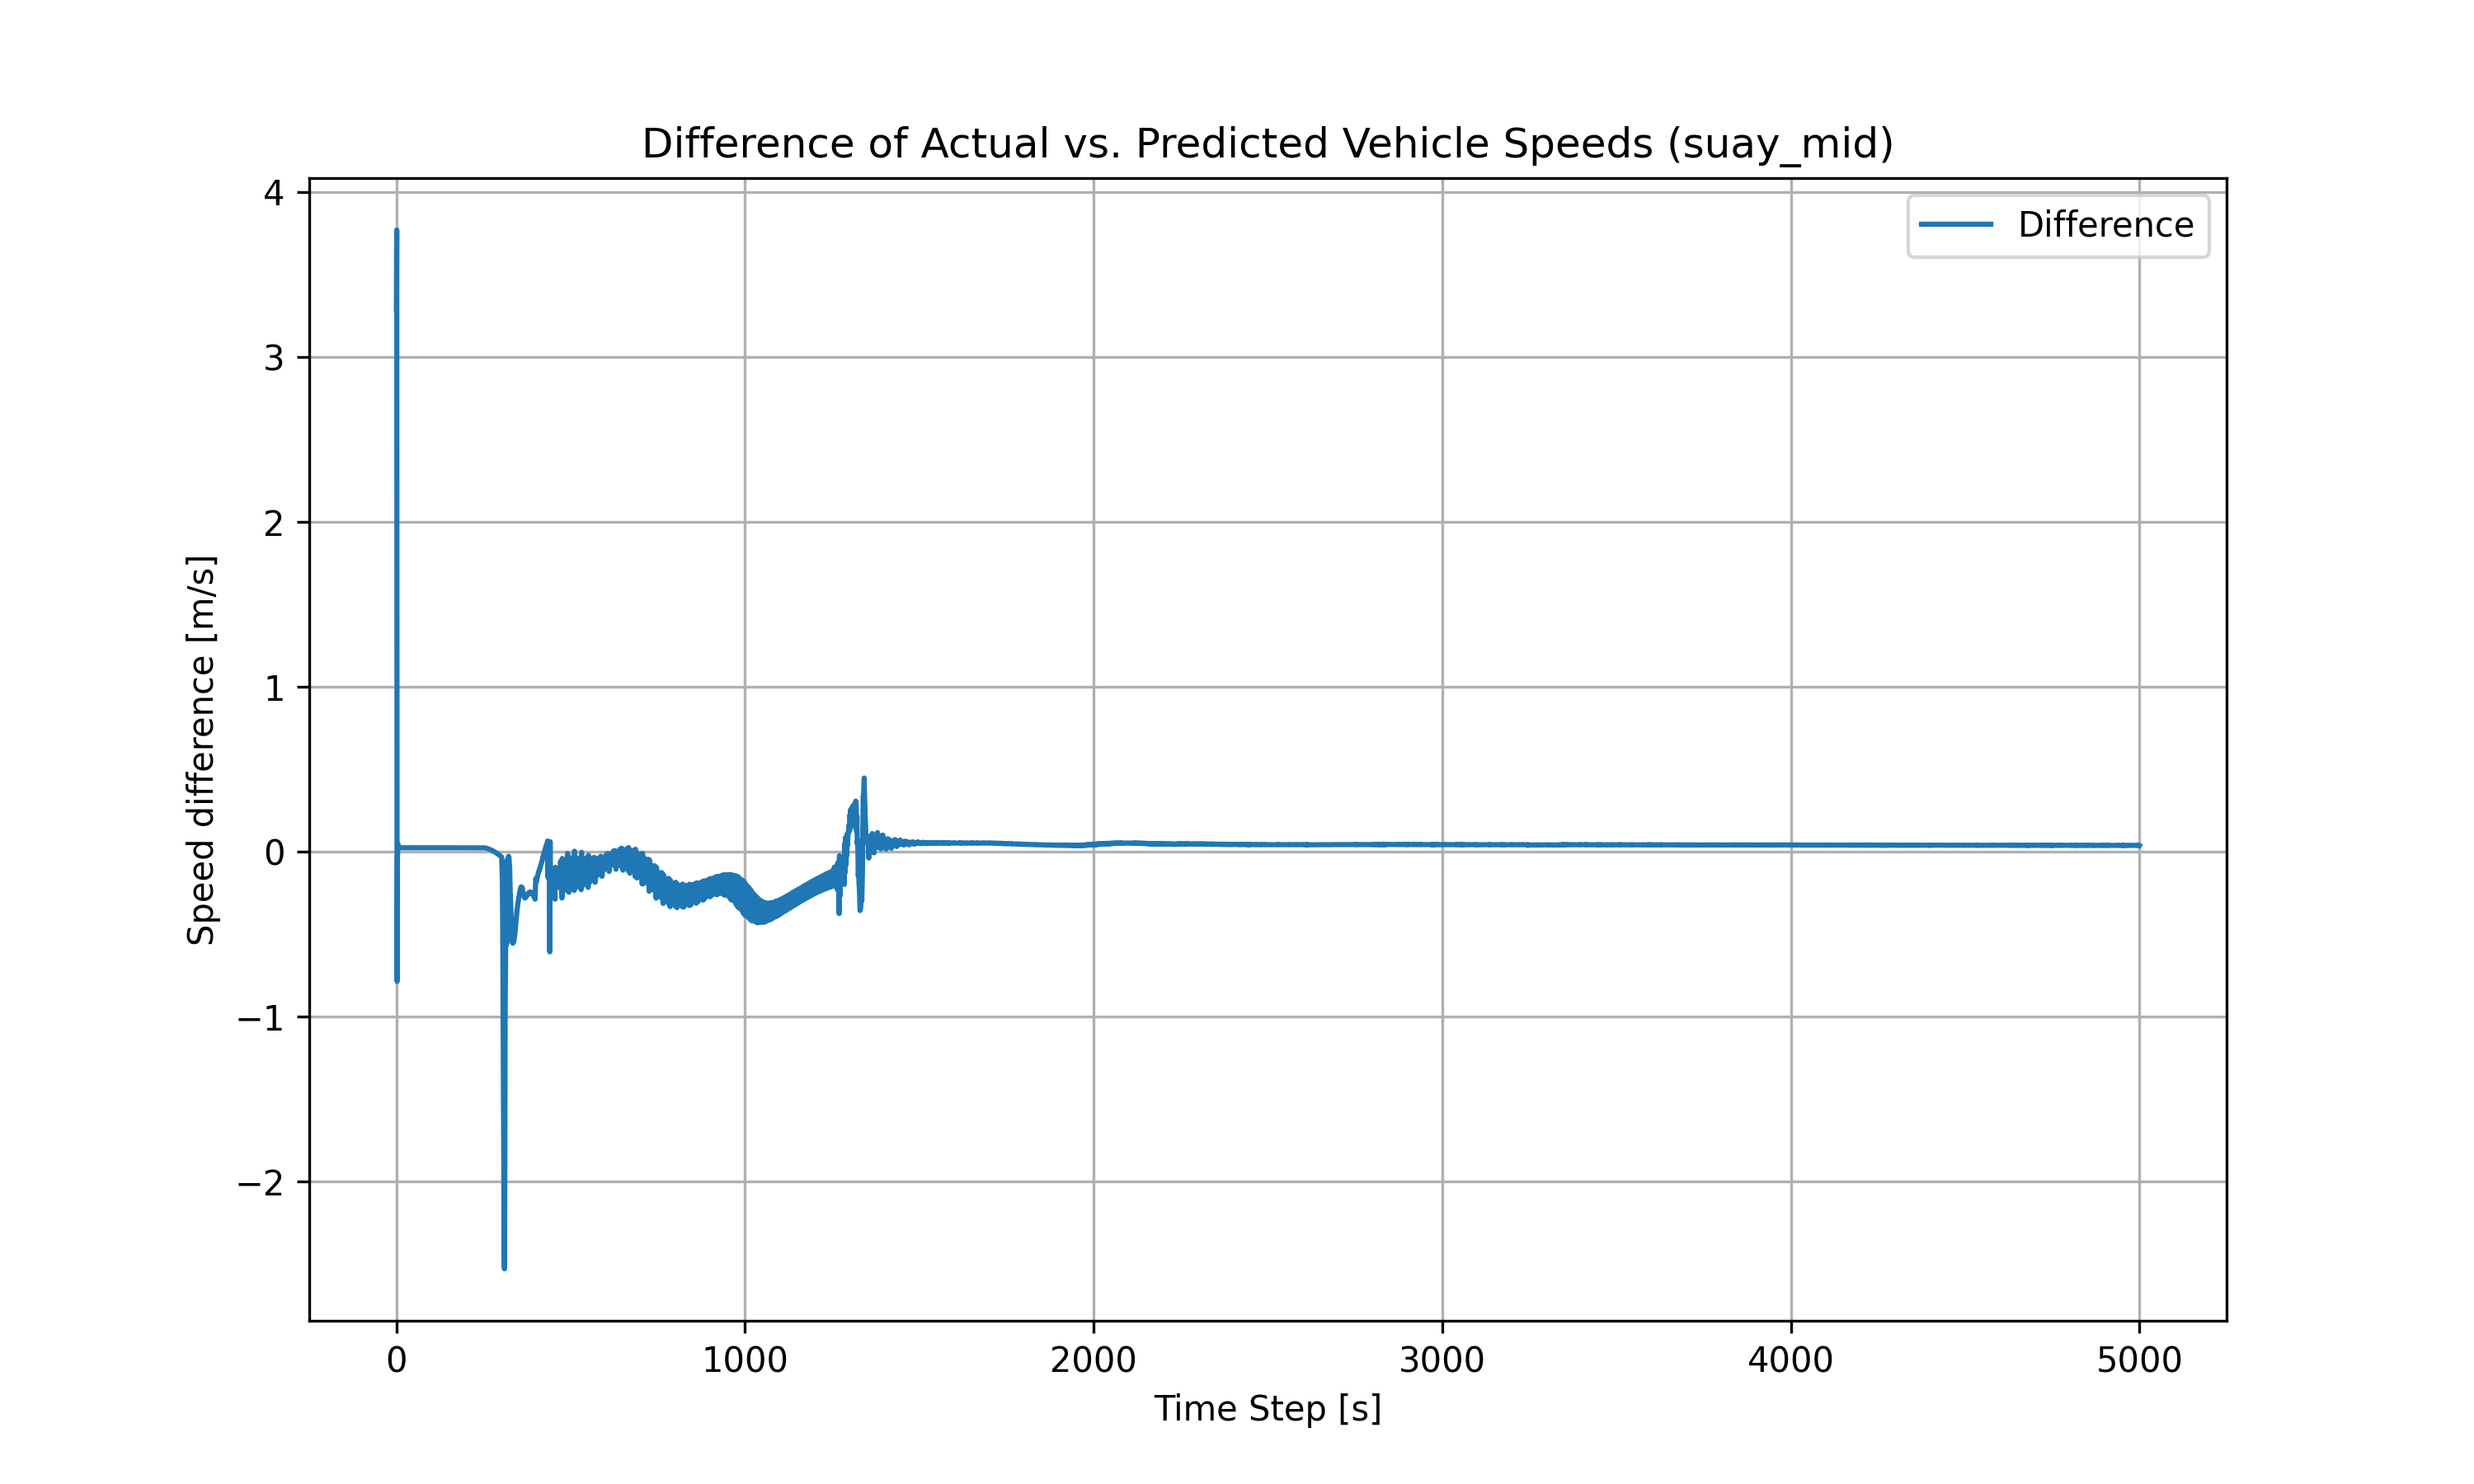 Difference of Actual vs. Predicted Vehicle Speeds (suay_mid)
Difference
Speed difference [m/s]
4
3
2
1
0
−1
−2
0 1000 2000 3000 4000 5000
Time Step [s]